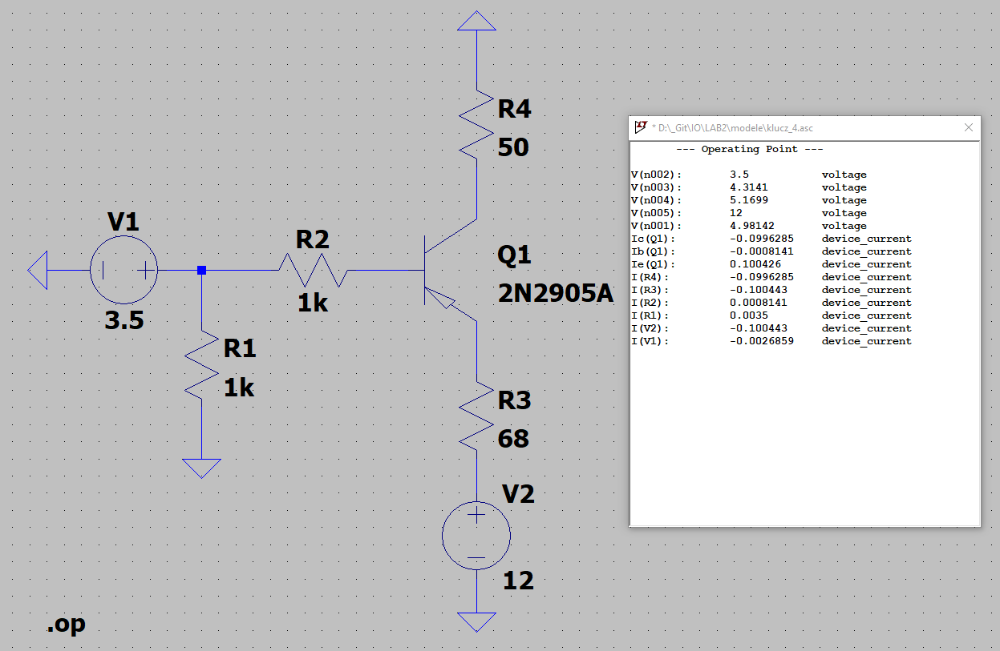 R4
50
V1
3.5
R2
1k
Q1
2N2905A
R1
1k
R3
68
V2
12
.op
* D:\_Git\IO\LAB2\modele\klucz_4.asc
--- Operating Point ---
V(n002): 3.5 voltage
V(n003): 4.3141 voltage
V(n004): 5.1699 voltage
V(n005): 12 voltage
V(n001): 4.98142 voltage
Ic(Q1): -0.0996285 device_current
Ib(Q1): -0.0008141 device_current
Ie(Q1): 0.100426 device_current
I(R4): -0.0996285 device_current
I(R3): -0.100443 device_current
I(R2): 0.0008141 device_current
I(R1): 0.0035 device_current
I(V2): -0.100443 device_current
I(V1): -0.0026859 device_current